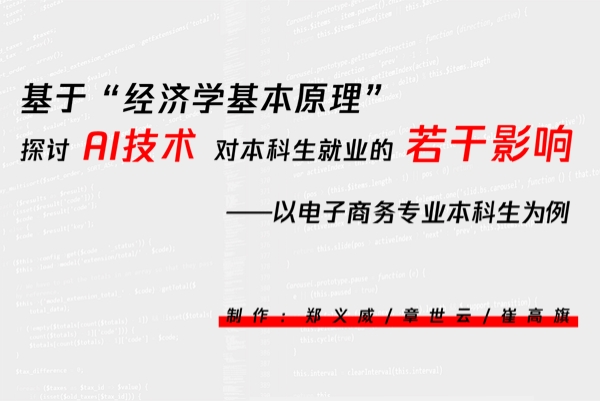 基于“经济学基本原理”
探讨 AI技术 对本科生就业的 若干影响
——以电子商务专业本科生为例
制作：郑义威/章世云/崔高旗